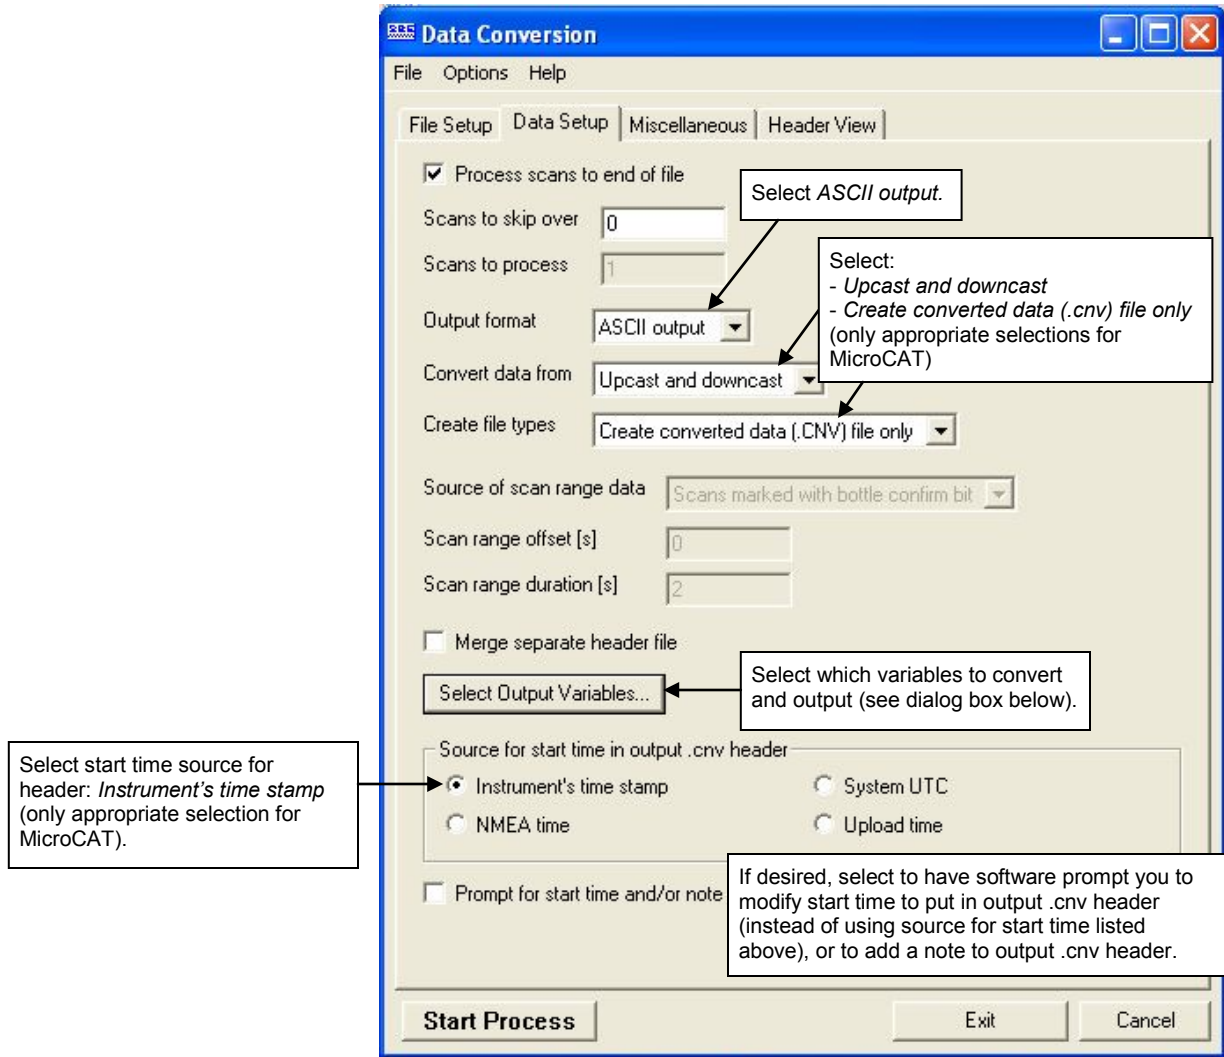 Data Conversion
File Options Help
File Setup Data Setup Miscellaneous Header View
Process scans to end of file
Select ASCII output.
Scans to skip over 0
Scans to process 1
Select:
- Upcast and downcast
- Create converted data (.cnv) file only
(only appropriate selections for
MicroCAT)
Output format ASCII output
Convert data from Upcast and downcast
Create file types Create converted data (.CNV) file only
Source of scan range data Scans marked with bottle confirm bit
Scan range offset [s] 0
Scan range duration [s] 2
Merge separate header file
Select Output Variables...
Select which variables to convert
and output (see dialog box below).
Source for start time in output .cnv header
Select start time source for
header: Instrument's time stamp
(only appropriate selection for
MicroCAT).
Instrument's time stamp System UTC
NMEA time Upload time
Prompt for start time and/or note
If desired, select to have software prompt you to
modify start time to put in output .cnv header
(instead of using source for start time listed
above), or to add a note to output .cnv header.
Start Process Exit Cancel